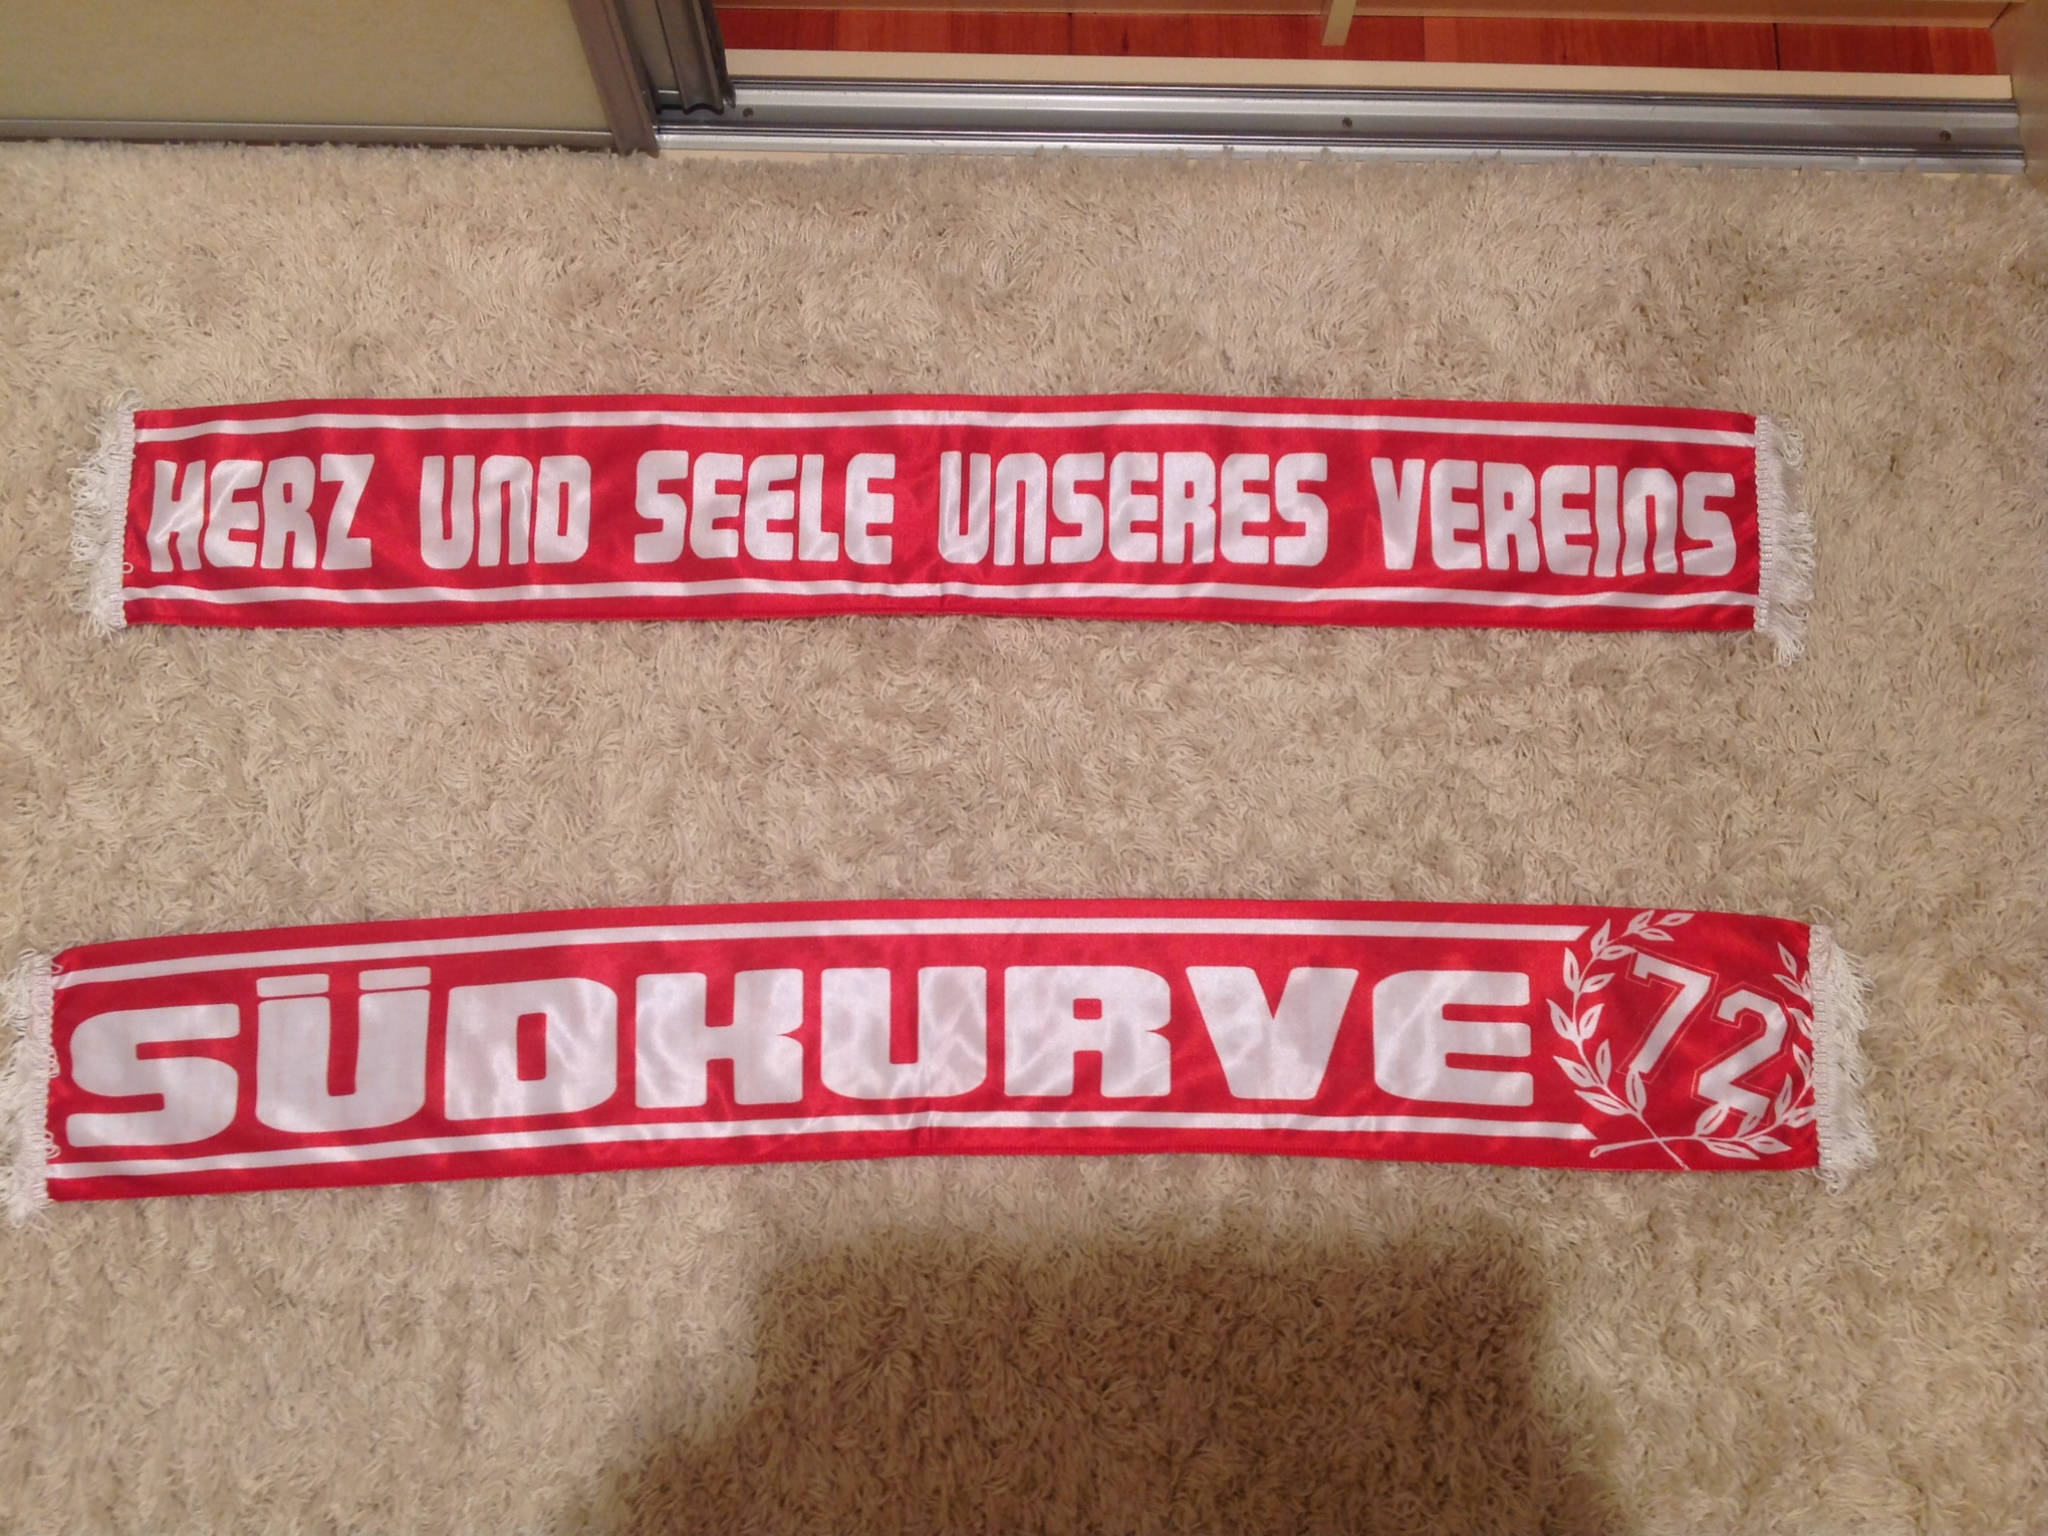 HERZ UND SEELE UNSERES VEREINS
SÜDKURVE 72